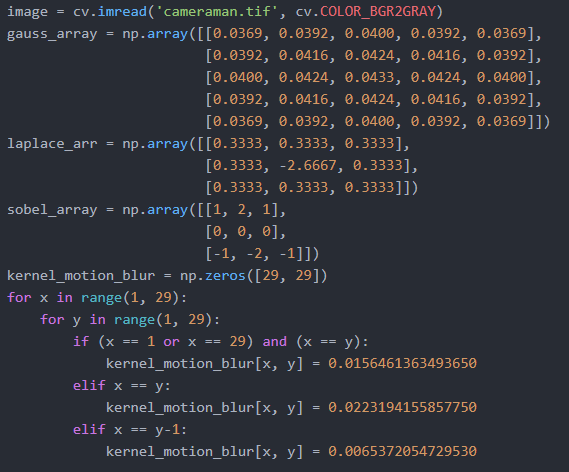 image = cv.imread('cameraman.tif', cv.COLOR_BGR2GRAY)
gauss_array = np.array([[0.0369, 0.0392, 0.0400, 0.0392, 0.0369],
                        [0.0392, 0.0416, 0.0424, 0.0416, 0.0392],
                        [0.0400, 0.0424, 0.0433, 0.0424, 0.0400],
                        [0.0392, 0.0416, 0.0424, 0.0416, 0.0392],
                        [0.0369, 0.0392, 0.0400, 0.0392, 0.0369]])
laplace_arr = np.array([[0.3333, 0.3333, 0.3333],
                        [0.3333, -2.6667, 0.3333],
                        [0.3333, 0.3333, 0.3333]])
sobel_array = np.array([[1, 2, 1],
                        [0, 0, 0],
                        [-1, -2, -1]])
kernel_motion_blur = np.zeros([29, 29])
for x in range(1, 29):
    for y in range(1, 29):
        if (x == 1 or x == 29) and (x == y):
            kernel_motion_blur[x, y] = 0.0156461363493650
        elif x == y:
            kernel_motion_blur[x, y] = 0.0223194155857750
        elif x == y-1:
            kernel_motion_blur[x, y] = 0.0065372054729530